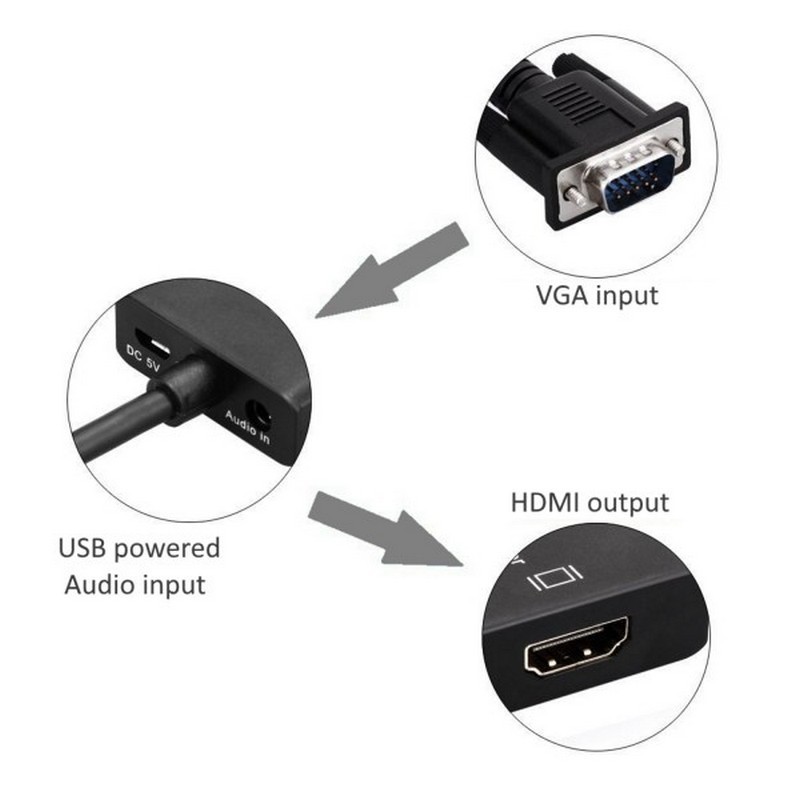 VGA input
DC 5V
Audio in
USB powered
Audio input
HDMI output